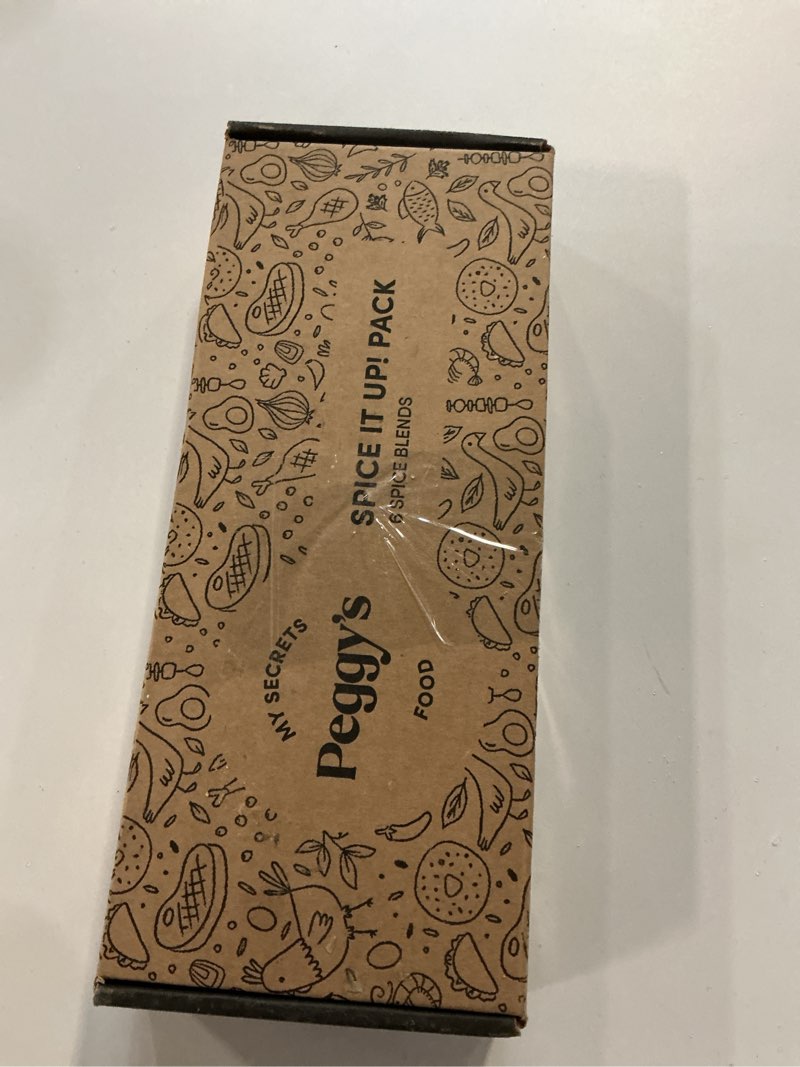 MY SECRETS
Peggy's
FOOD
SPICE IT UP! PACK
6 SPICE BLENDS